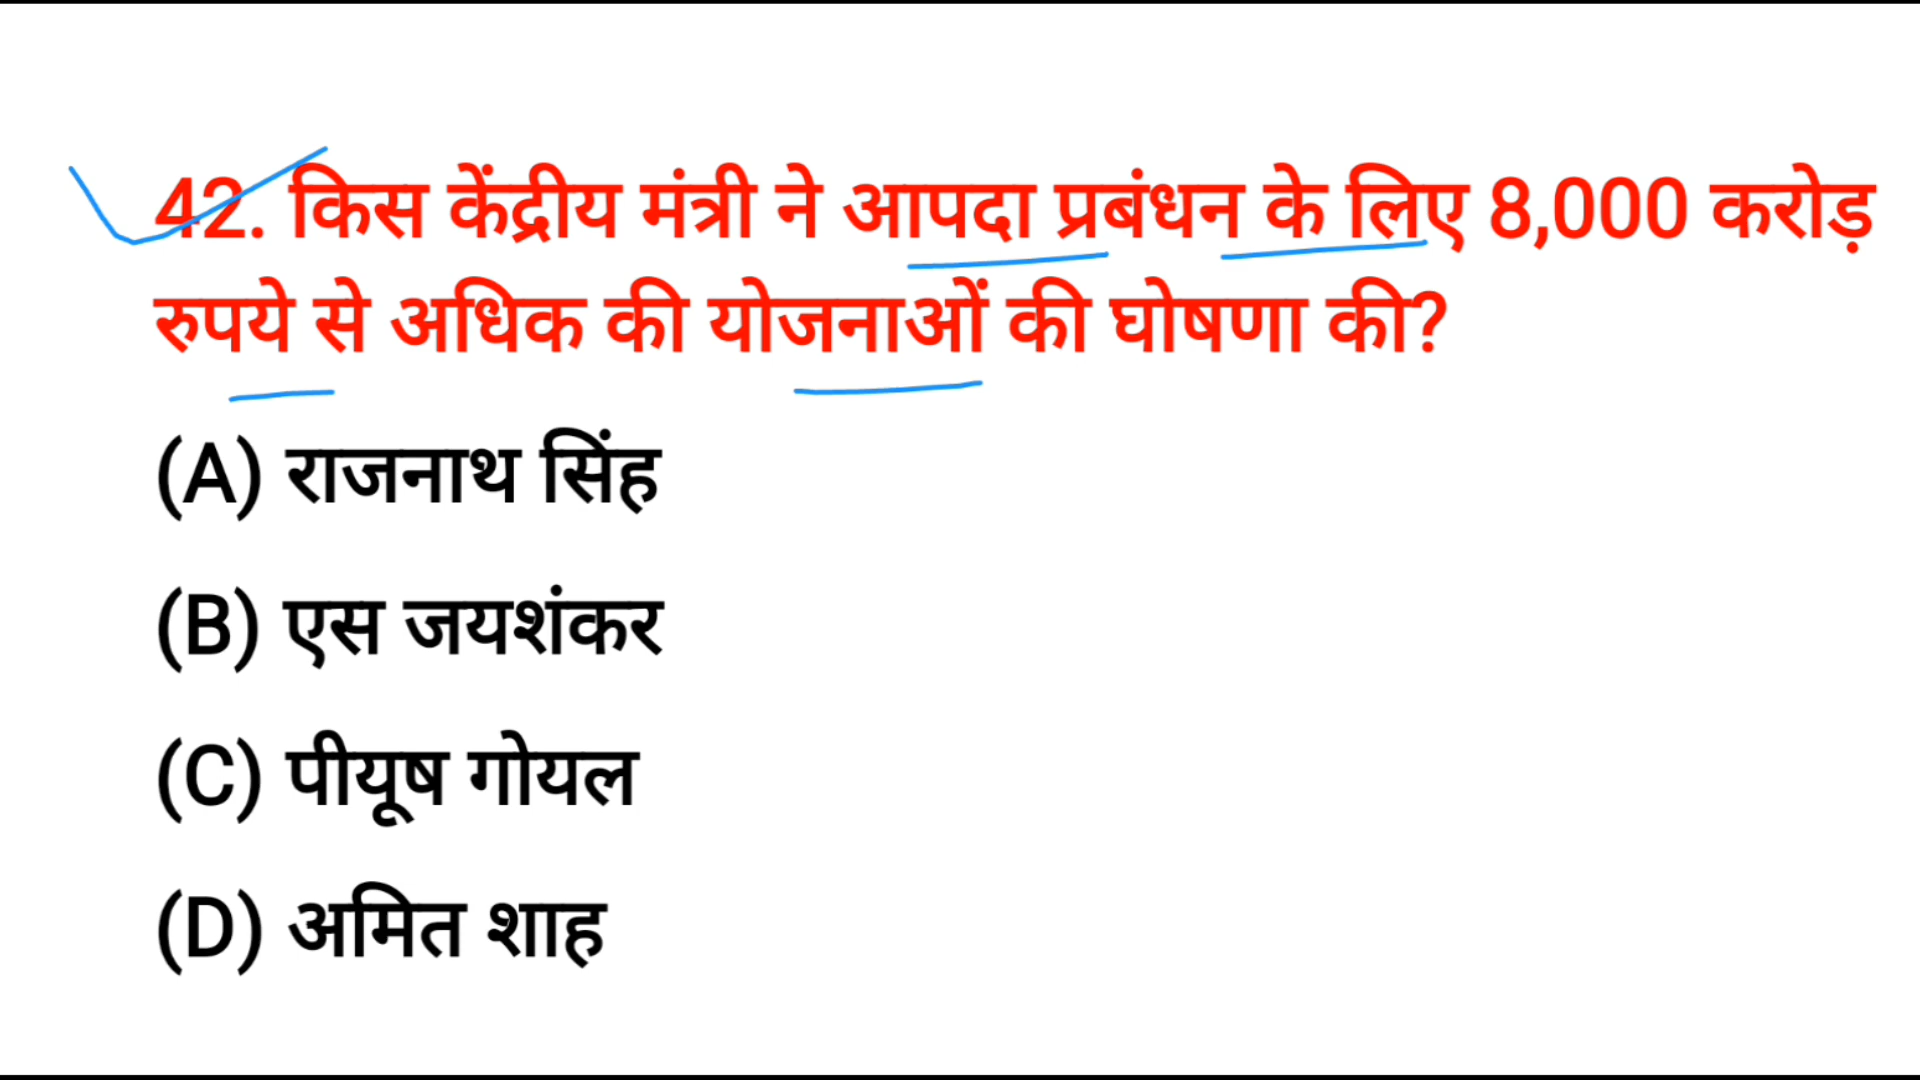 42. किस केंद्रीय मंत्री ने आपदा प्रबंधन के लिए 8,000 करोड़
रुपये से अधिक की योजनाओं की घोषणा की?
(A) राजनाथ सिंह
(B) एस जयशंकर
(C) पीयूष गोयल
(D) अमित शाह